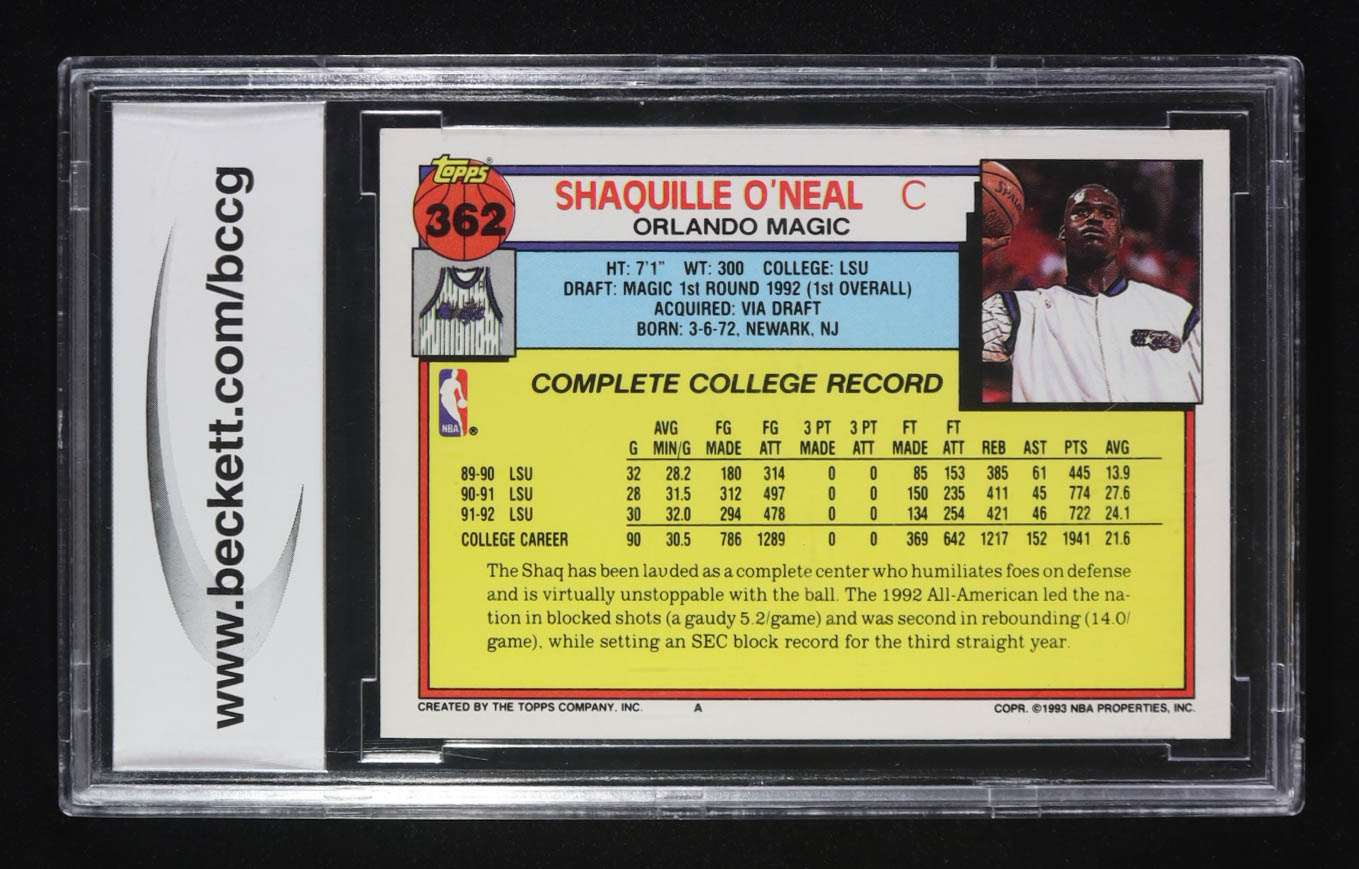 www.beckett.com/bccg
topps
362
SHAQUILLE O'NEAL C
ORLANDO MAGIC
HT: 7'1" WT: 300 COLLEGE: LSU
DRAFT: MAGIC 1st ROUND 1992 (1st OVERALL)
ACQUIRED: VIA DRAFT
BORN: 3-6-72, NEWARK, NJ
SPALD
NBA ®
COMPLETE COLLEGE RECORD
AVG FG FG 3 PT 3 PT FT FT
G MIN/G MADE ATT MADE ATT MADE ATT REB AST PTS AVG
89-90 LSU 32 28.2 180 314 0 0 85 153 385 61 445 13.9
90-91 LSU 28 31.5 312 497 0 0 150 235 411 45 774 27.6
91-92 LSU 30 32.0 294 478 0 0 134 254 421 46 722 24.1
COLLEGE CAREER 90 30.5 786 1289 0 0 369 642 1217 152 1941 21.6
The Shaq has been lauded as a complete center who humiliates foes on defense
and is virtually unstoppable with the ball. The 1992 All-American led the na-
tion in blocked shots (a gaudy 5.2/game) and was second in rebounding (14.0/
game), while setting an SEC block record for the third straight year.
CREATED BY THE TOPPS COMPANY, INC. A COPR. ©1993 NBA PROPERTIES, INC.